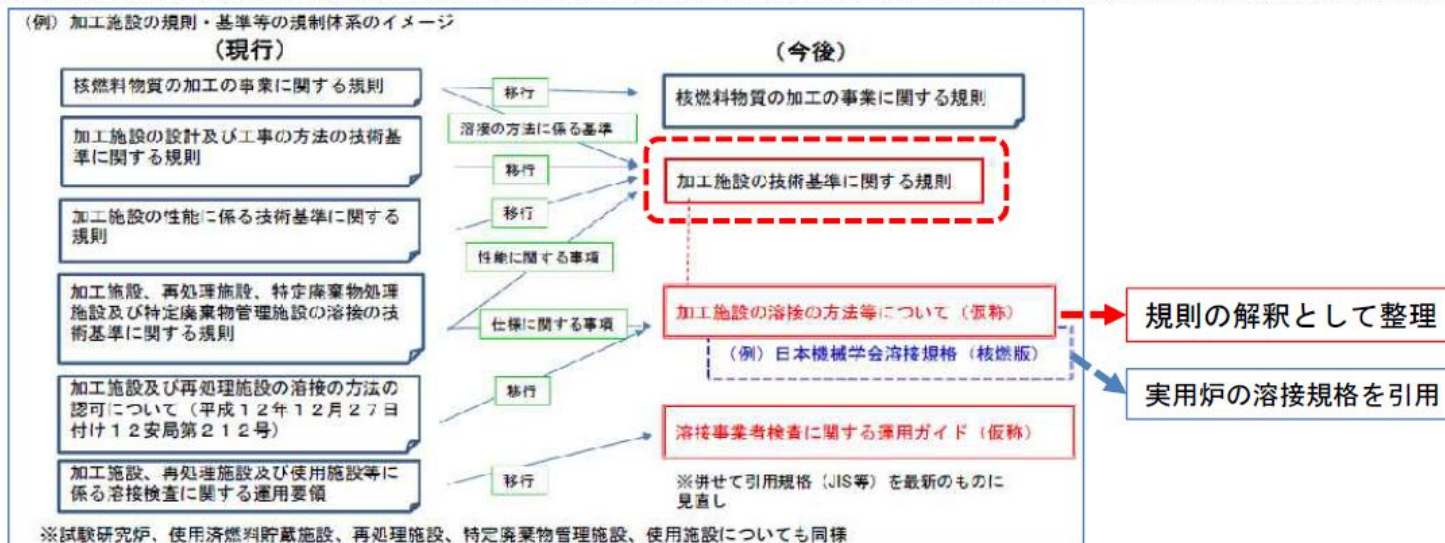 (例)加工施設の規則・基準等の規制体系のイメージ
(現行)
(今後)
核燃料物質の加工の事業に関する規則
移行
核燃料物質の加工の事業に関する規則
溶接の方法に係る基準
加工施設の設計及び工事の方法の技術基
準に関する規則
移行
加工施設の技術基準に関する規則
加工施設の性能に係る技術基準に関する
規則
移行
性能に関する事項
加工施設、再処理施設、特定廃棄物処理
施設及び特定廃棄物管理施設の溶接の技
術基準に関する規則
仕様に関する事項
加工施設の溶接の方法等について(仮称)
規則の解釈として整理
(例)日本機械学会溶接規格(核燃版)
実用炉の溶接規格を引用
加工施設及び再処理施設の溶接の方法の
認可について(平成12年12月27日
付け12安局第212号)
移行
溶接事業者検査に関する運用ガイド(仮称)
加工施設、再処理施設及び使用施設等に
係る溶接検査に関する運用要領
移行
※併せて引用規格(JIS等)を最新のものに
見直し
※試験研究炉、使用済燃料貯蔵施設、再処理施設、特定廃棄物管理施設、使用施設についても同様